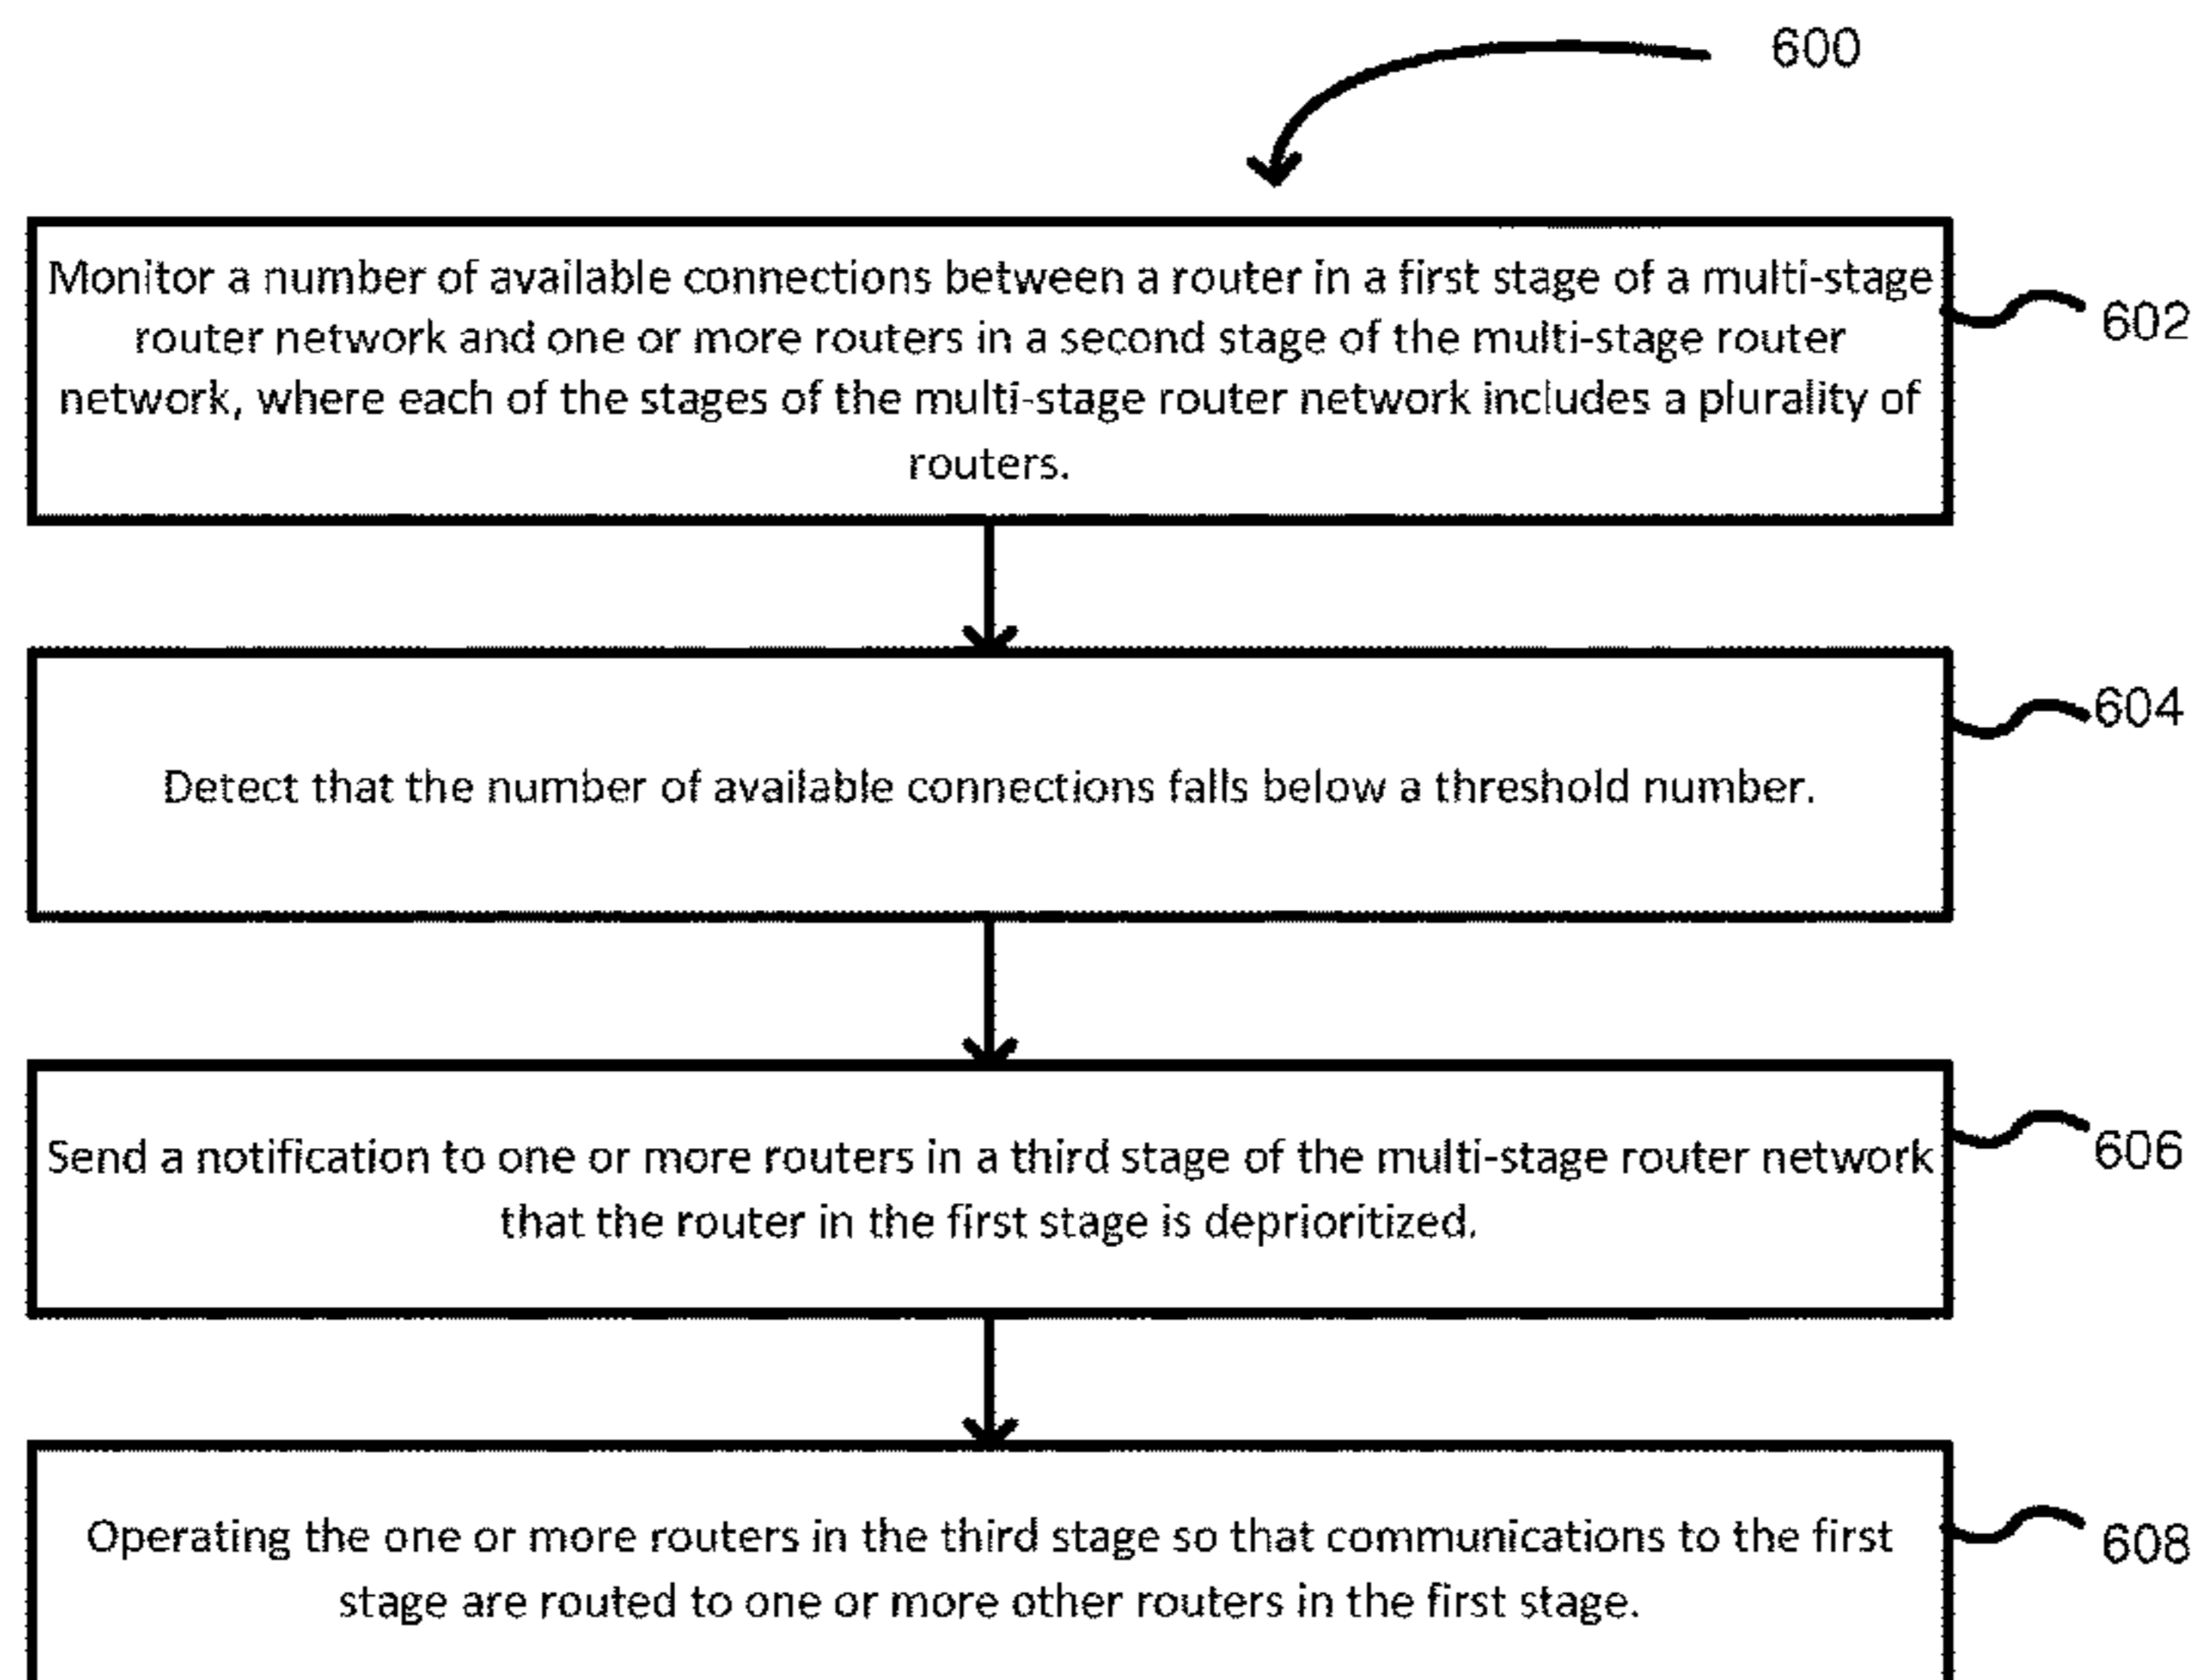 600
Monitor a number of available connections between a router in a first stage of a multi-stage
router network and one or more routers in a second stage of the multi-stage router
network, where each of the stages of the multi-stage router network includes a plurality of
routers.
602
Detect that the number of available connections falls below a threshold number.
604
Send a notification to one or more routers in a third stage of the multi-stage router network
that the router in the first stage is deprioritized.
606
Operating the one or more routers in the third stage so that communications to the first
stage are routed to one or more other routers in the first stage.
608